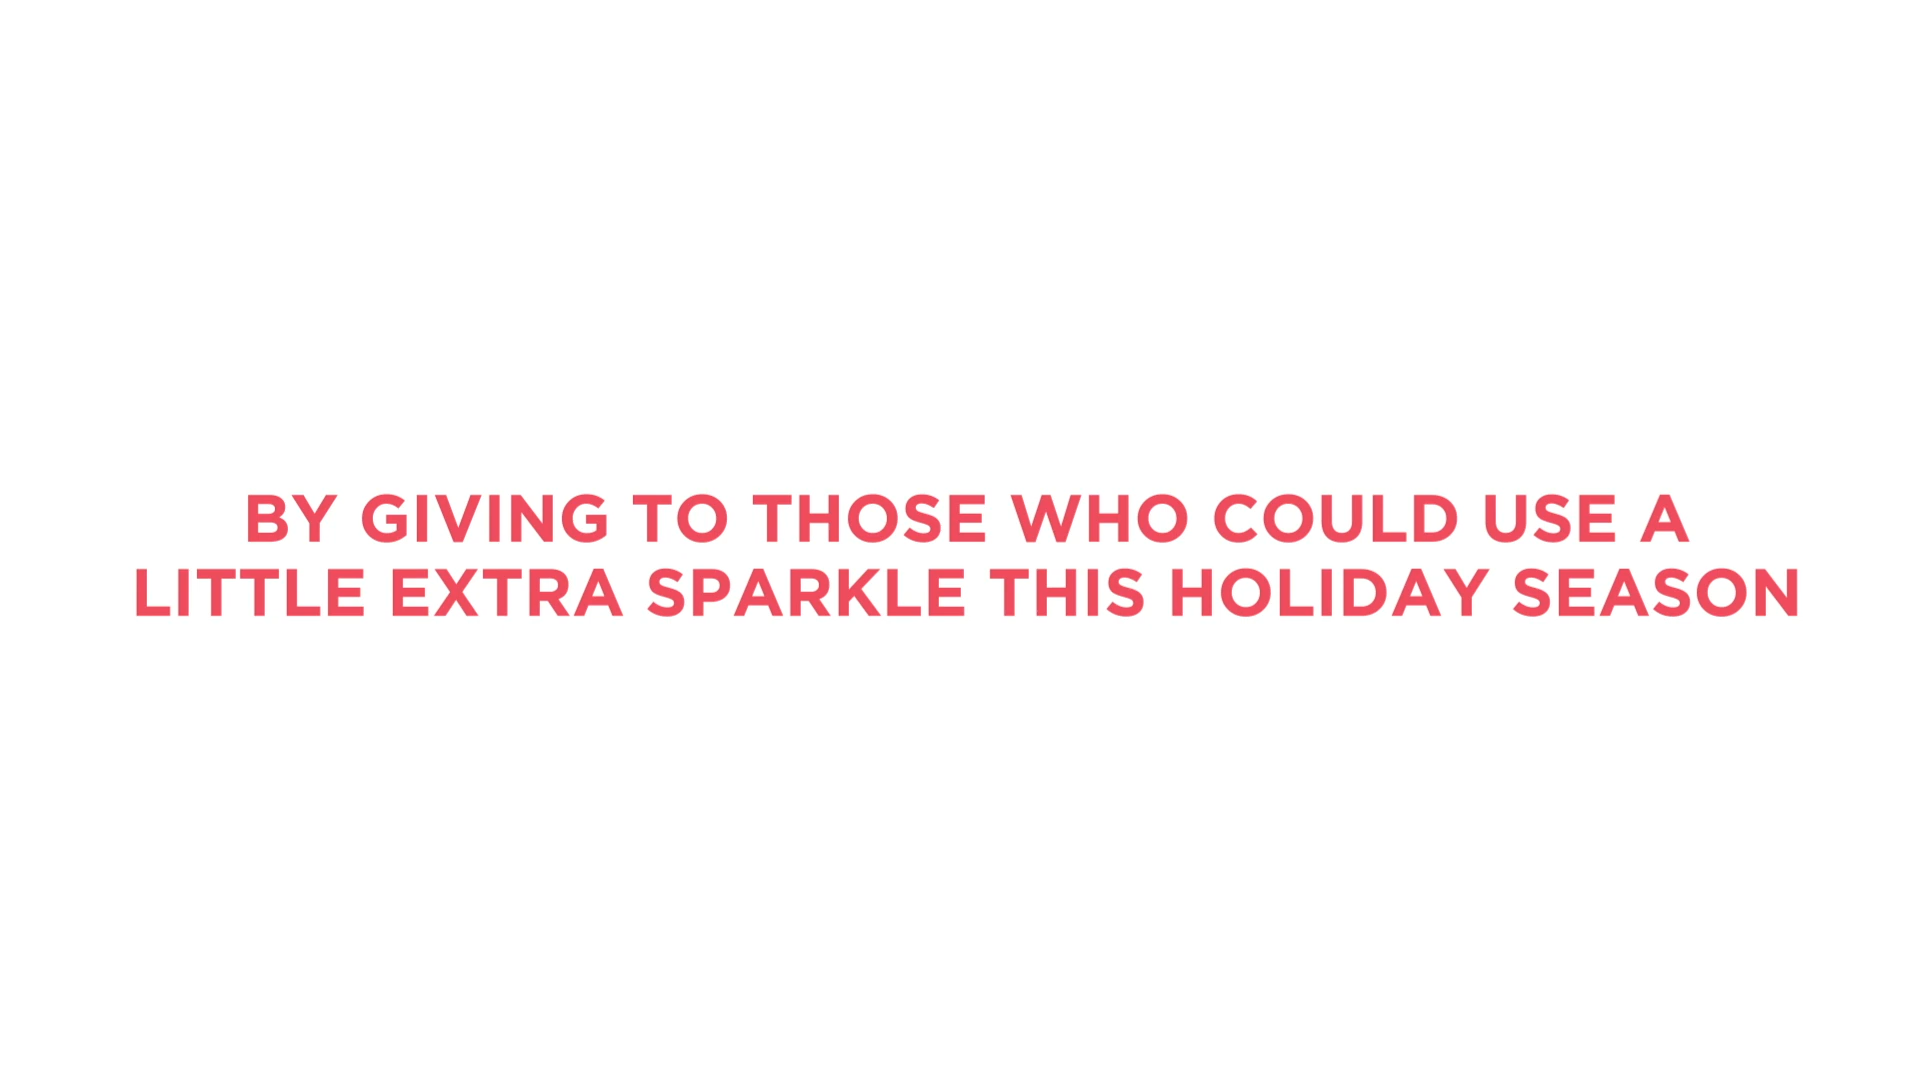 BY GIVING TO THOSE WHO COULD USE A
LITTLE EXTRA SPARKLE THIS HOLIDAY SEASON